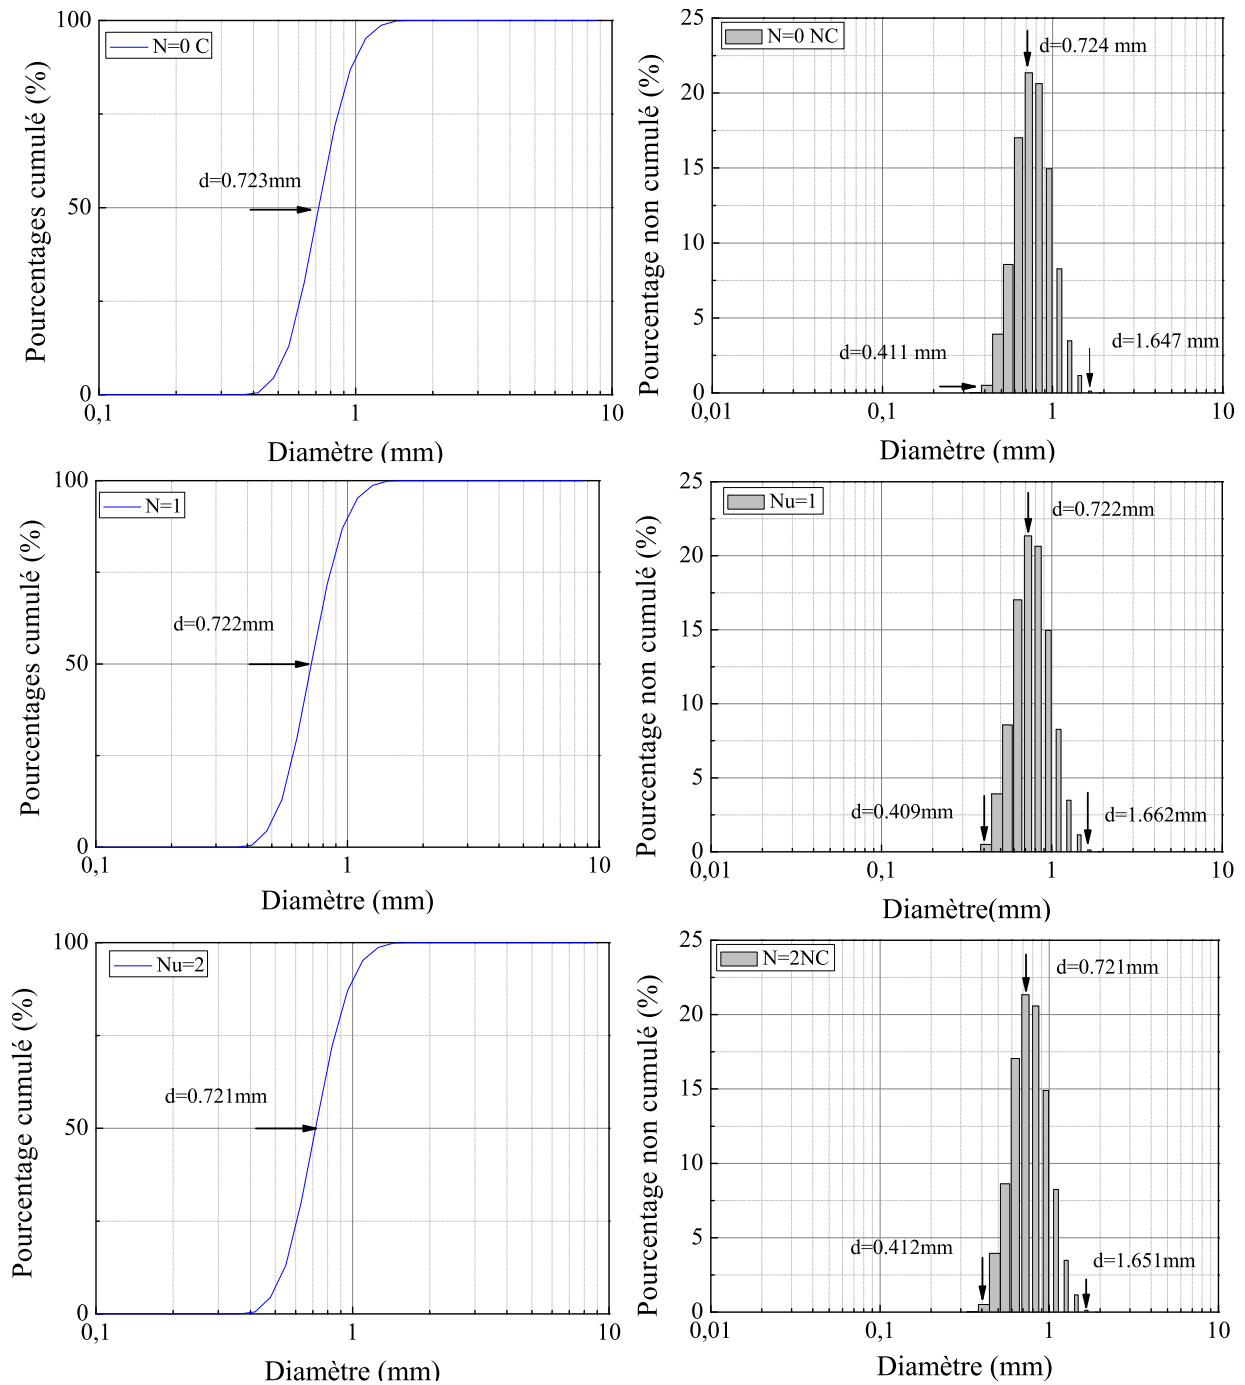 100
50
0
0,1
1
10
Pourcentages cumulé (%)
N=0 C
d=0.723mm
Diamètre (mm)
25
20
15
10
5
0
0,01
0,1
1
10
Pourcentage non cumulé (%)
N=0 NC
d=0.724 mm
d=0.411 mm
d=1.647 mm
Diamètre (mm)
100
50
0
0,1
1
10
Pourcentages cumulé (%)
N=1
d=0.722mm
Diamètre (mm)
25
20
15
10
5
0
0,01
0,1
1
10
Pourcentage non cumulé (%)
Nu=1
d=0.722mm
d=0.409mm
d=1.662mm
Diamètre(mm)
100
50
0
0,1
1
10
Pourcentage cumulé (%)
Nu=2
d=0.721mm
Diamètre (mm)
25
20
15
10
5
0
0,01
0,1
1
10
Pourcentage non cumulé (%)
N=2NC
d=0.721mm
d=0.412mm
d=1.651mm
Diamètre (mm)